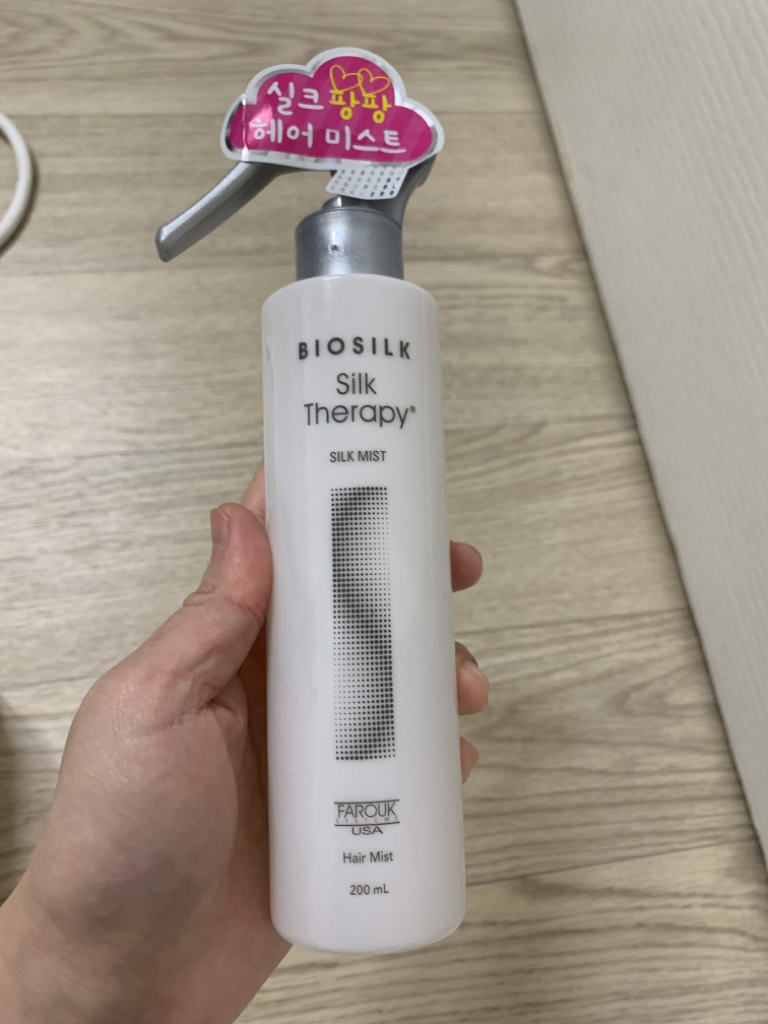 실크 팡팡
헤어 미스트
BIOSILK
Silk
Therapy®
SILK MIST
FAROUK
SYSTEMS
USA
Hair Mist
200 mL